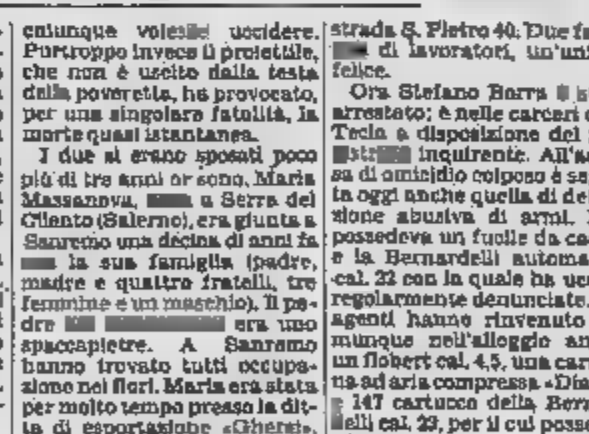 chiunque uccidere.
Purtroppo invece il proiettile,
che non è uscito dalla testa
della poveretta, ha provocato,
per una singolare fatalità, la
morte quasi istantanea.
I due si erano sposati poco
più di tre anni or sono. Maria
Massanova, a Serra del
Cilento (Salerno), era giunta a
Sanremo una decina di anni fa
la sua famiglia (padre,
madre e quattro fratelli, tre
femmine e un maschio). Il pa-
dre era uno
spaccapietre. A Sanremo
hanno trovato tutti occupa-
zione nei fiori. Maria era stata
per molto tempo presso la dit-
ta di esportazione «Ghersi»,
strada S. Pietro 40. Due fa
di lavoratori, un'uni
felice.
Ora Stefano Borra
arrestato; è nelle carceri
Tecla a disposizione del
inquirente. All'ac
sa di omicidio colposo è se
ta oggi anche quella di de
zione abusiva di armi.
possedeva un fucile da ca
e la Bernardelli automa
cal. 22 con la quale ha uc
regolarmente denunciate.
agenti hanno rinvenuto
munque nell'alloggio an
un flobert cal. 4,5, una car
na ad aria compressa «Dia
147 cartucce della Bern
elli cal. 22, per il cui posse